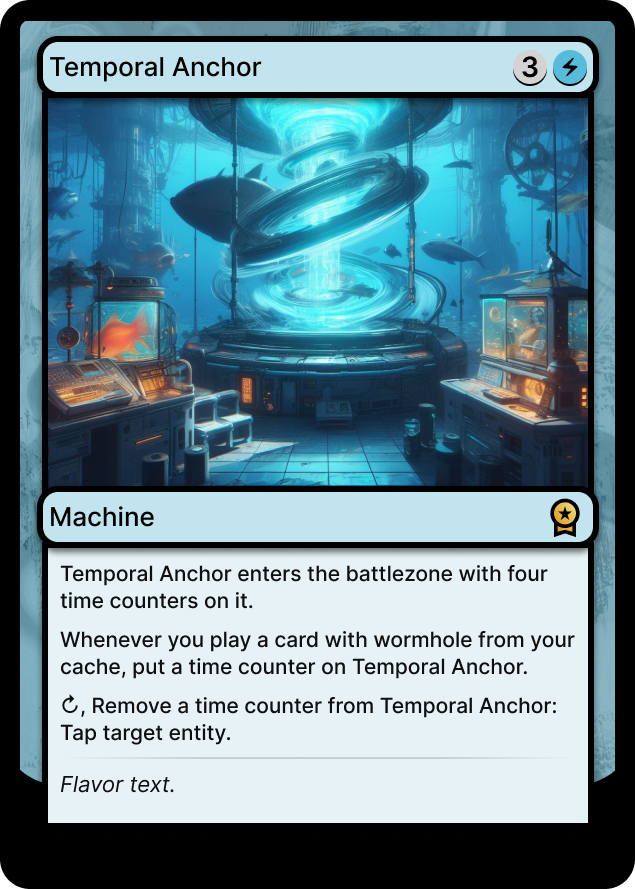 Temporal Anchor 3
Machine
Temporal Anchor enters the battlezone with four
time counters on it.
Whenever you play a card with wormhole from your
cache, put a time counter on Temporal Anchor.
↻, Remove a time counter from Temporal Anchor:
Tap target entity.
Flavor text.